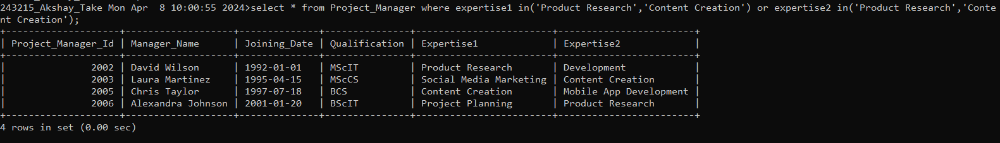 243215_Akshay_Take Mon Apr  8 10:00:55 2024>select * from Project_Manager where expertise1 in('Product Research','Content Creation') or expertise2 in('Product Research','Conte
nt Creation');
+--------------------+-------------------+--------------+---------------+------------------------+------------------------+
| Project_Manager_Id | Manager_Name      | Joining_Date | Qualification | Expertise1             | Expertise2             |
+--------------------+-------------------+--------------+---------------+------------------------+------------------------+
|               2002 | David Wilson      | 1992-01-01   | MScIT         | Product Research       | Development            |
|               2003 | Laura Martinez    | 1995-04-15   | MScCS         | Social Media Marketing | Content Creation       |
|               2005 | Chris Taylor      | 1997-07-18   | BCS           | Content Creation       | Mobile App Development |
|               2006 | Alexandra Johnson | 2001-01-20   | BScIT         | Project Planning       | Product Research       |
+--------------------+-------------------+--------------+---------------+------------------------+------------------------+
4 rows in set (0.00 sec)